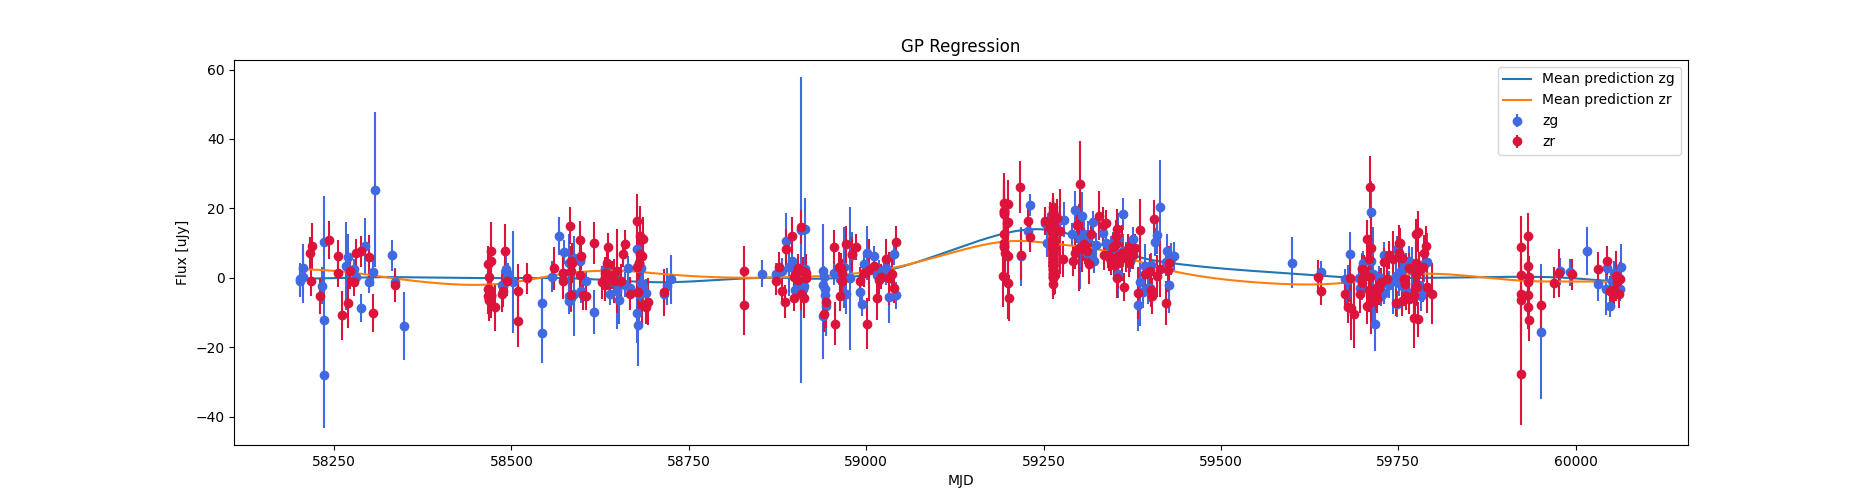 GP Regression
Flux [uJy]
60
40
20
0
−20
−40
58250
58500
58750
59000
59250
59500
59750
60000
MJD
Mean prediction zg
Mean prediction zr
zg
zr